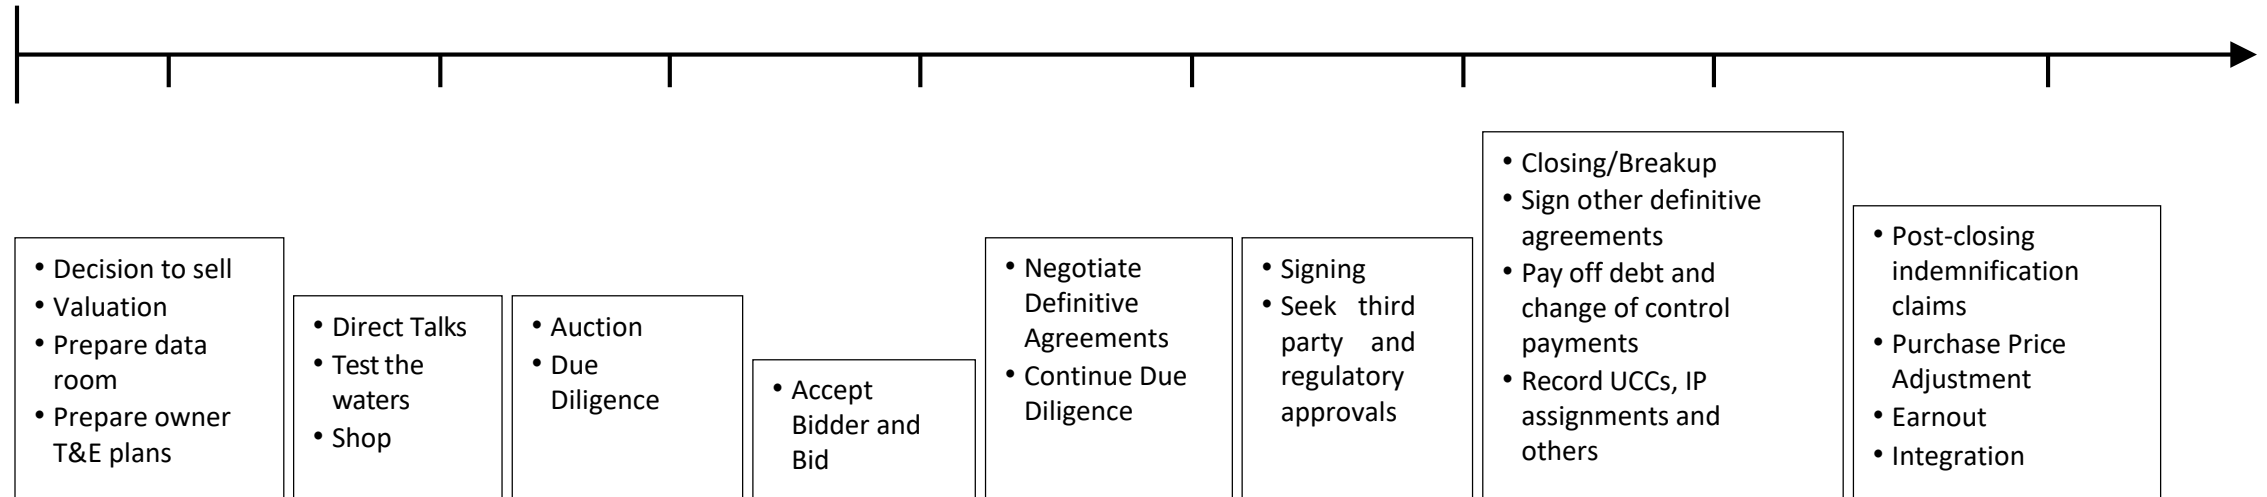 • Decision to sell
• Valuation
• Prepare data
room
• Prepare owner
T&E plans
• Direct Talks
• Test the
waters
• Shop
• Auction
• Due
Diligence
• Accept
Bidder and
Bid
• Negotiate
Definitive
Agreements
• Continue Due
Diligence
• Signing
• Seek third
party and
regulatory
approvals
• Closing/Breakup
• Sign other definitive
agreements
• Pay off debt and
change of control
payments
• Record UCCs, IP
assignments and
others
• Post-closing
indemnification
claims
• Purchase Price
Adjustment
• Earnout
• Integration